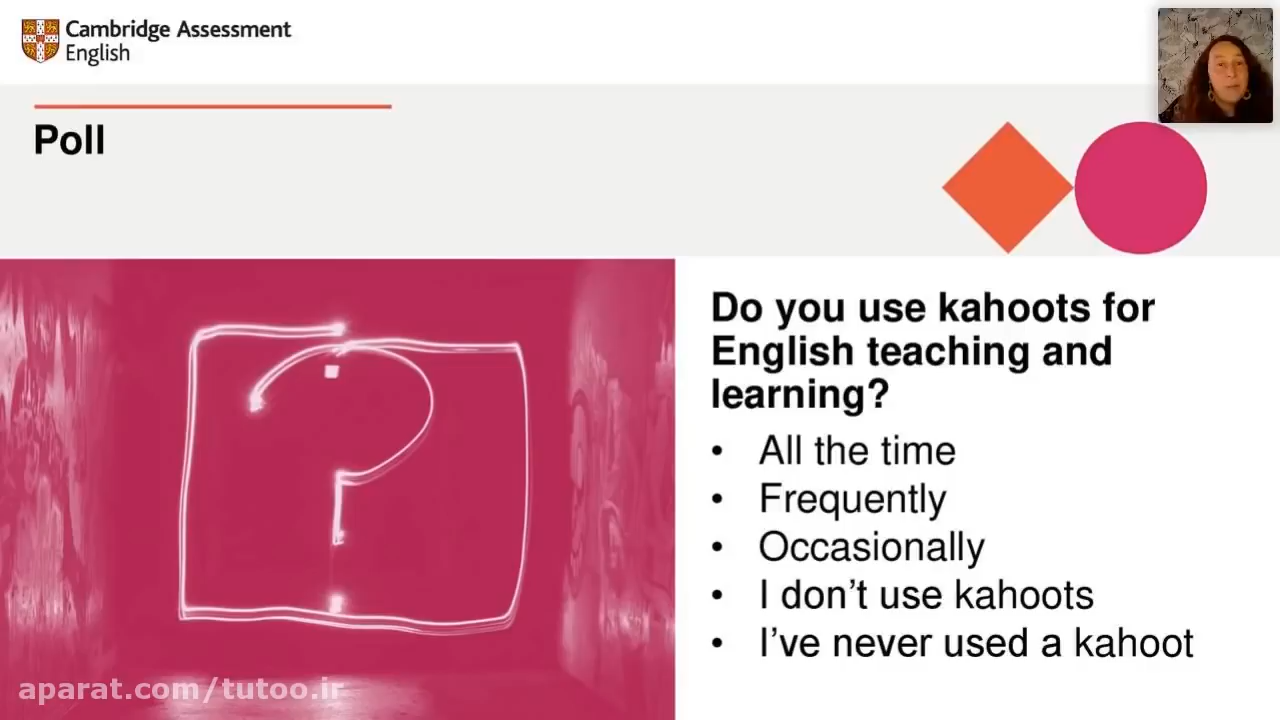 Cambridge Assessment
English
Poll
Do you use kahoots for
English teaching and
learning?
• All the time
• Frequently
• Occasionally
• I don’t use kahoots
• I’ve never used a kahoot
aparat.com/tutoo.ir